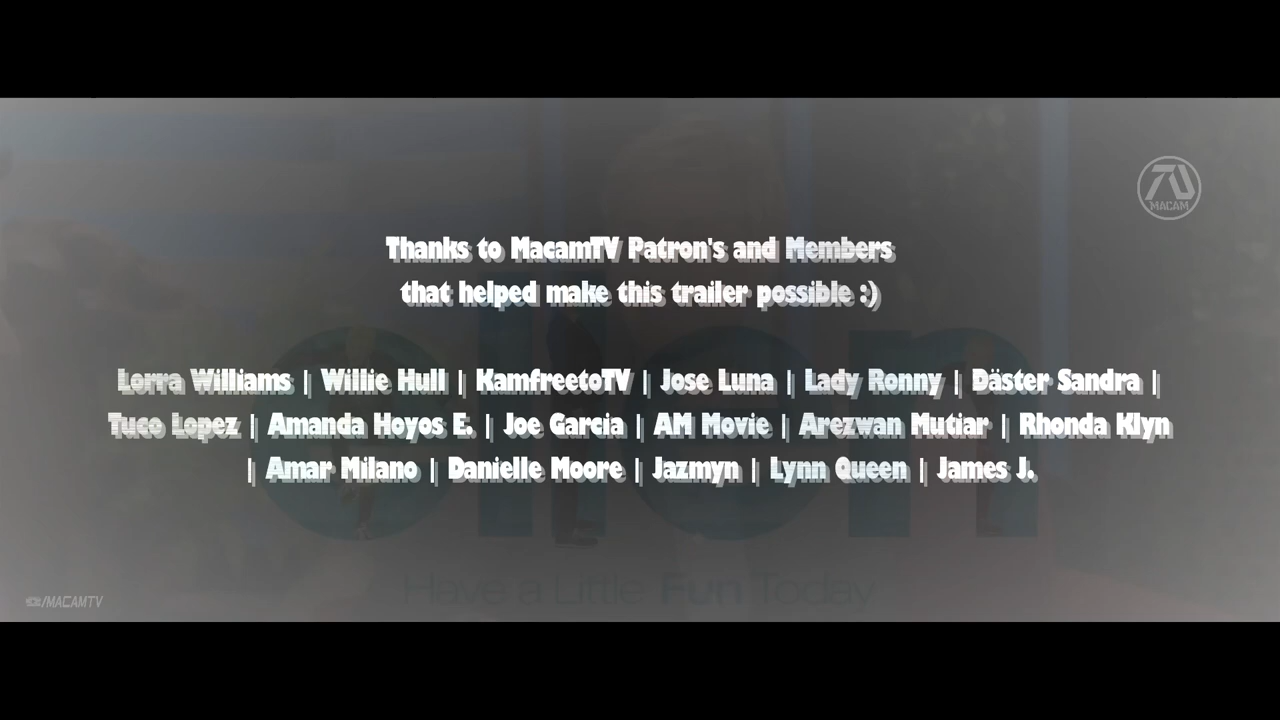 MACAM
Thanks to MacamTV Patron's and Members
that helped make this trailer possible :)
Lorra Williams | Willie Hull | KamfreetoTV | Jose Luna | Lady Ronny | Däster Sandra |
Tuco Lopez | Amanda Hoyos E. | Joe Garcia | AM Movie | Arezwan Mutiar | Rhonda Klyn
| Amar Milano | Danielle Moore | Jazmyn | Lynn Queen | James J.
ellen
Have a Little Fun Today
/MACAMTV